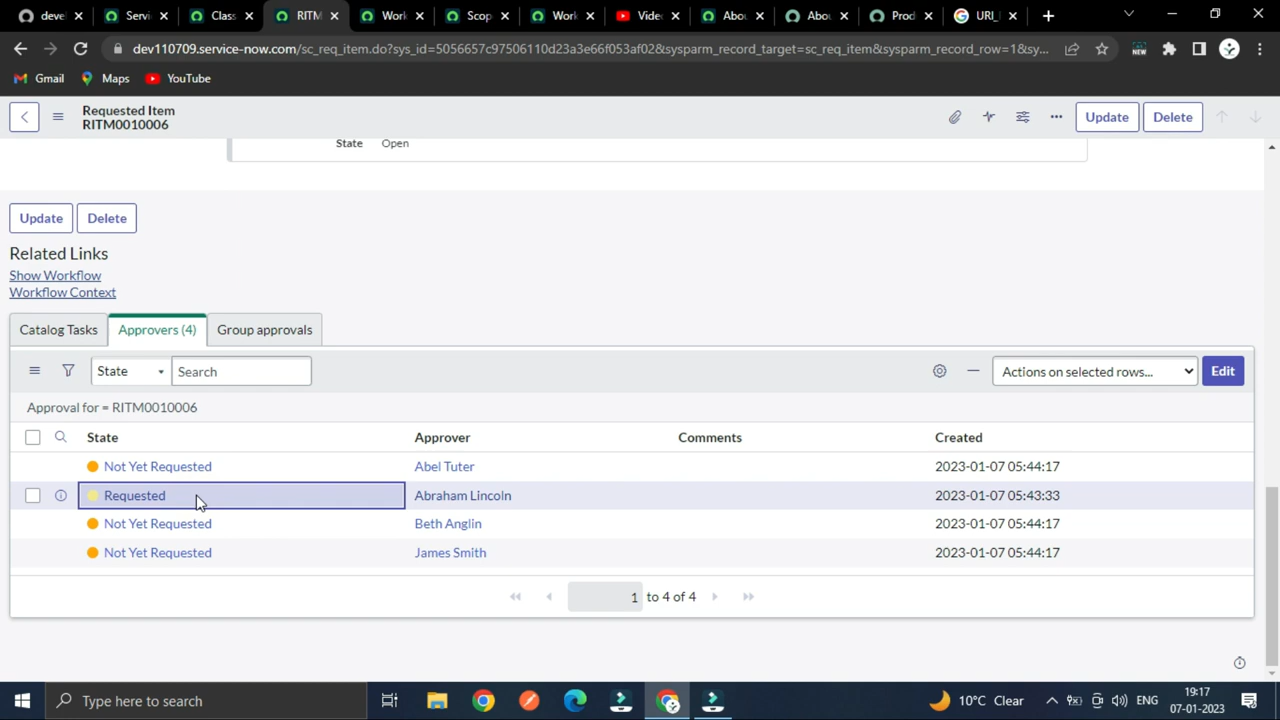 deve
Servi
Class
RITM
Work
Scop
Work
Vide
Abou
Abou
Prod
URI_
dev110709.service-now.com/sc_req_item.do?sys_id=5056657c97506110d23a3e66f053af02&sysparm_record_target=sc_req_item&sysparm_record_row=1&sy...
NEW
Gmail
Maps
YouTube
Requested Item
RITM0010006
Update
Delete
State Open
Update
Delete
Related Links
Show Workflow
Workflow Context
Catalog Tasks
Approvers (4)
Group approvals
State
Search
Actions on selected rows...
Edit
Approval for = RITM0010006
State Approver Comments Created
Not Yet Requested Abel Tuter 2023-01-07 05:44:17
Requested Abraham Lincoln 2023-01-07 05:43:33
Not Yet Requested Beth Anglin 2023-01-07 05:44:17
Not Yet Requested James Smith 2023-01-07 05:44:17
1 to 4 of 4
Type here to search
10°C Clear
ENG
19:17
07-01-2023